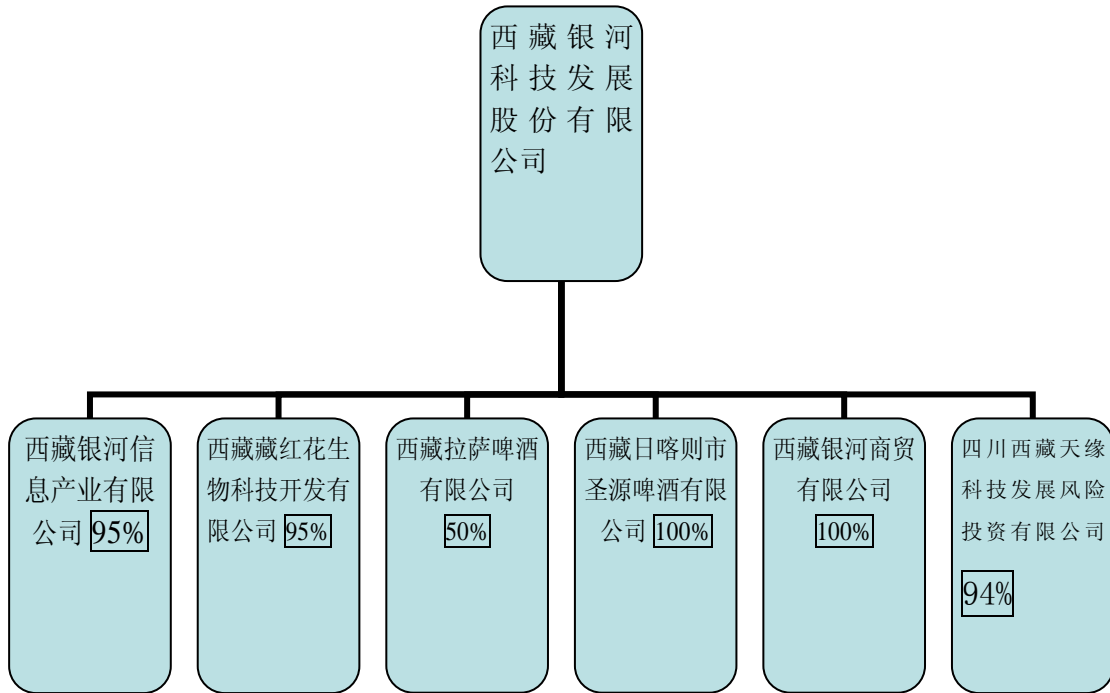 西藏银河
科技发展
股份有限
公司
西藏银河信
息产业有限
公司 95%
西藏藏红花生
物科技开发有
限公司 95%
西藏拉萨啤酒
有限公司
50%
西藏日喀则市
圣源啤酒有限
公司 100%
西藏银河商贸
有限公司
100%
四川西藏天缘
科技发展风险
投资有限公司
94%